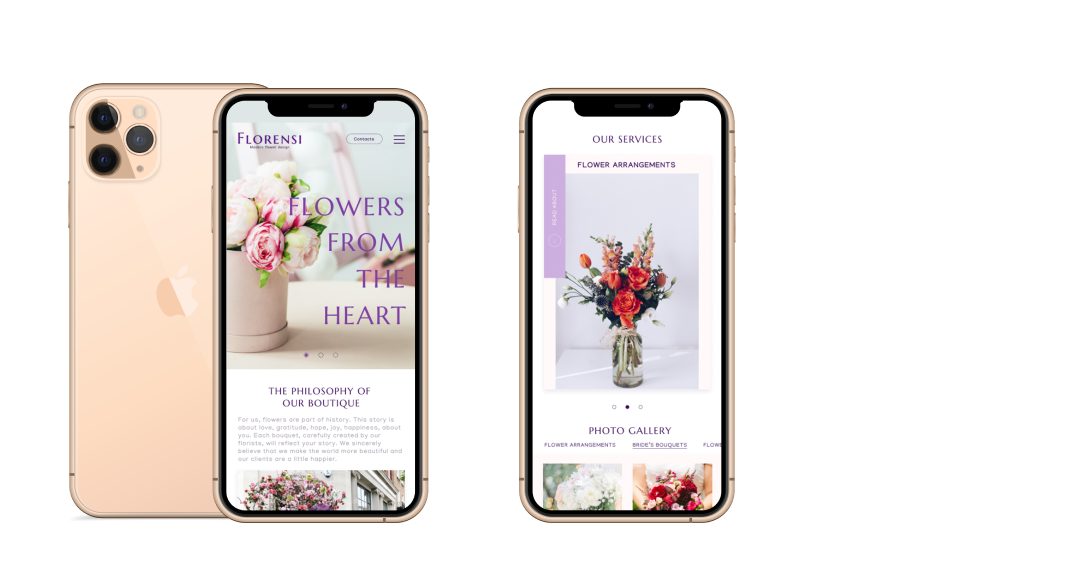 FLORENSI
Modern flower design
Contacts
FLOWERS
FROM
THE
HEART
THE PHILOSOPHY OF
OUR BOUTIQUE
For us, flowers are part of history. This story is
about love, gratitude, hope, joy, happiness, about
you. Each bouquet, carefully created by our
florists, will reflect your story. We sincerely
believe that we make the world more beautiful and
our clients are a little happier.
OUR SERVICES
FLOWER ARRANGEMENTS
READ ABOUT
PHOTO GALLERY
FLOWER ARRANGEMENTS BRIDE'S BOUQUETS FLOWE